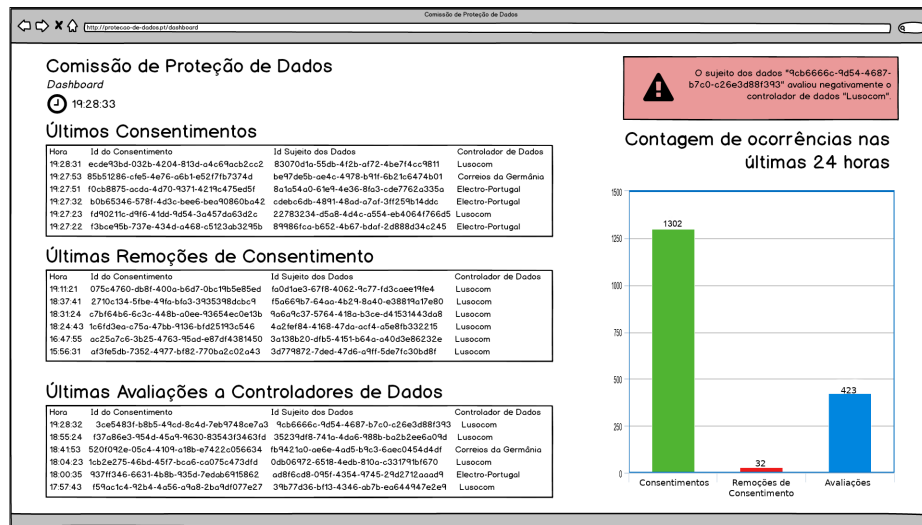 Comissão de Proteção de Dados
http://protecao-de-dados.pt/dashboard
Comissão de Proteção de Dados
Dashboard
19:28:33
Últimos Consentimentos
Hora Id do Consentimento Id Sujeito dos Dados Controlador de Dados
19:28:31 ecde93bd-032b-4204-813d-a4c69acb2cc2 83070d1a-55db-4f2b-af72-4be7f4cc9811 Lusocom
19:27:53 85b51286-cfe5-4e76-a6b1-e52f7fb7374d be97de5b-ae4c-4978-b91f-6b21c6474b01 Correios da Germânia
19:27:51 f0cb8875-acda-4d70-9371-4219c475ed5f 8a1a54a0-61e9-4e36-8fa3-cde7762a335a Electro-Portugal
19:27:32 b0b65346-578f-4d3c-bee6-bea90860ba42 cdebc6db-4891-48ad-a7af-3ff259b14ddc Electro-Portugal
19:27:23 fd90211c-d9f6-41dd-9d54-3a457da63d2c 22783234-d5a8-4d4c-a554-eb4064f766d5 Lusocom
19:27:22 f3bce95b-737e-434d-a468-c5123ab3295b 89986fca-b652-4b67-bdaf-2d888d34c245 Electro-Portugal
Últimas Remoções de Consentimento
Hora Id do Consentimento Id Sujeito dos Dados Controlador de Dados
19:11:21 075c4760-db8f-400a-b6d7-0bc19b5e85ed fa0d1ae3-67f8-4062-9c77-fd3caee19fe4 Lusocom
18:37:41 2710c134-5fbe-49fa-bfa3-3935398dcbc9 f5a669b7-64aa-4b29-8a40-e38819a17e80 Lusocom
18:31:24 c7bf64b6-6c3c-448b-a0ee-93654ec0e13b 9a6a9c37-5764-418a-b3ce-d41531443da8 Lusocom
18:24:43 1c6fd3ea-c75a-47bb-9136-bfd25193c546 4a2fef84-4168-47da-acf4-a5e8fb332215 Lusocom
16:47:55 ac25a7c6-3b25-4763-95ad-e87df4381450 3a138b20-dfb5-4151-b64a-a40d3e86232e Lusocom
15:56:31 af3fe5db-7352-4977-bf82-770ba2c02a43 3d779872-7ded-47d6-a9ff-5de7fc30bd8f Lusocom
Últimas Avaliações a Controladores de Dados
Hora Id do Consentimento Id Sujeito dos Dados Controlador de Dados
19:28:32 3ce5483f-b8b5-49cd-8c4d-7eb9748ce7a3 9cb6666c-9d54-4687-b7c0-c26e3d88f393 Lusocom
18:55:24 f37a86e3-954d-45a9-9630-83543f3463fd 35239df8-741a-4da6-988b-ba2b2ee6a09d Lusocom
18:41:53 520f092e-05c4-4109-a18b-e7422c056634 fb9421a0-ae6e-4ad5-b9c3-6aec0454d4df Correios da Germânia
18:04:23 1cb2e275-46bd-45f7-bca6-ca075c473dfd 0db06972-6518-4edb-810a-c331791bf670 Lusocom
18:00:35 937ff346-6631-4b8b-935d-7edab6915862 ad8f6cd8-095f-4354-9745-29d2712aaad9 Electro-Portugal
17:57:43 f59ac1c4-92b4-4a56-a9a8-2ba9df077e27 39b77d36-bf13-4346-ab7b-ea644947e2e9 Lusocom
O sujeito dos dados "9cb6666c-9d54-4687-
b7c0-c26e3d88f393" avaliou negativamente o
controlador de dados "Lusocom".
Contagem de ocorrências nas
últimas 24 horas
1500
1250
1000
750
500
250
0
1302
32
423
Consentimentos
Remoções de
Consentimento
Avaliações